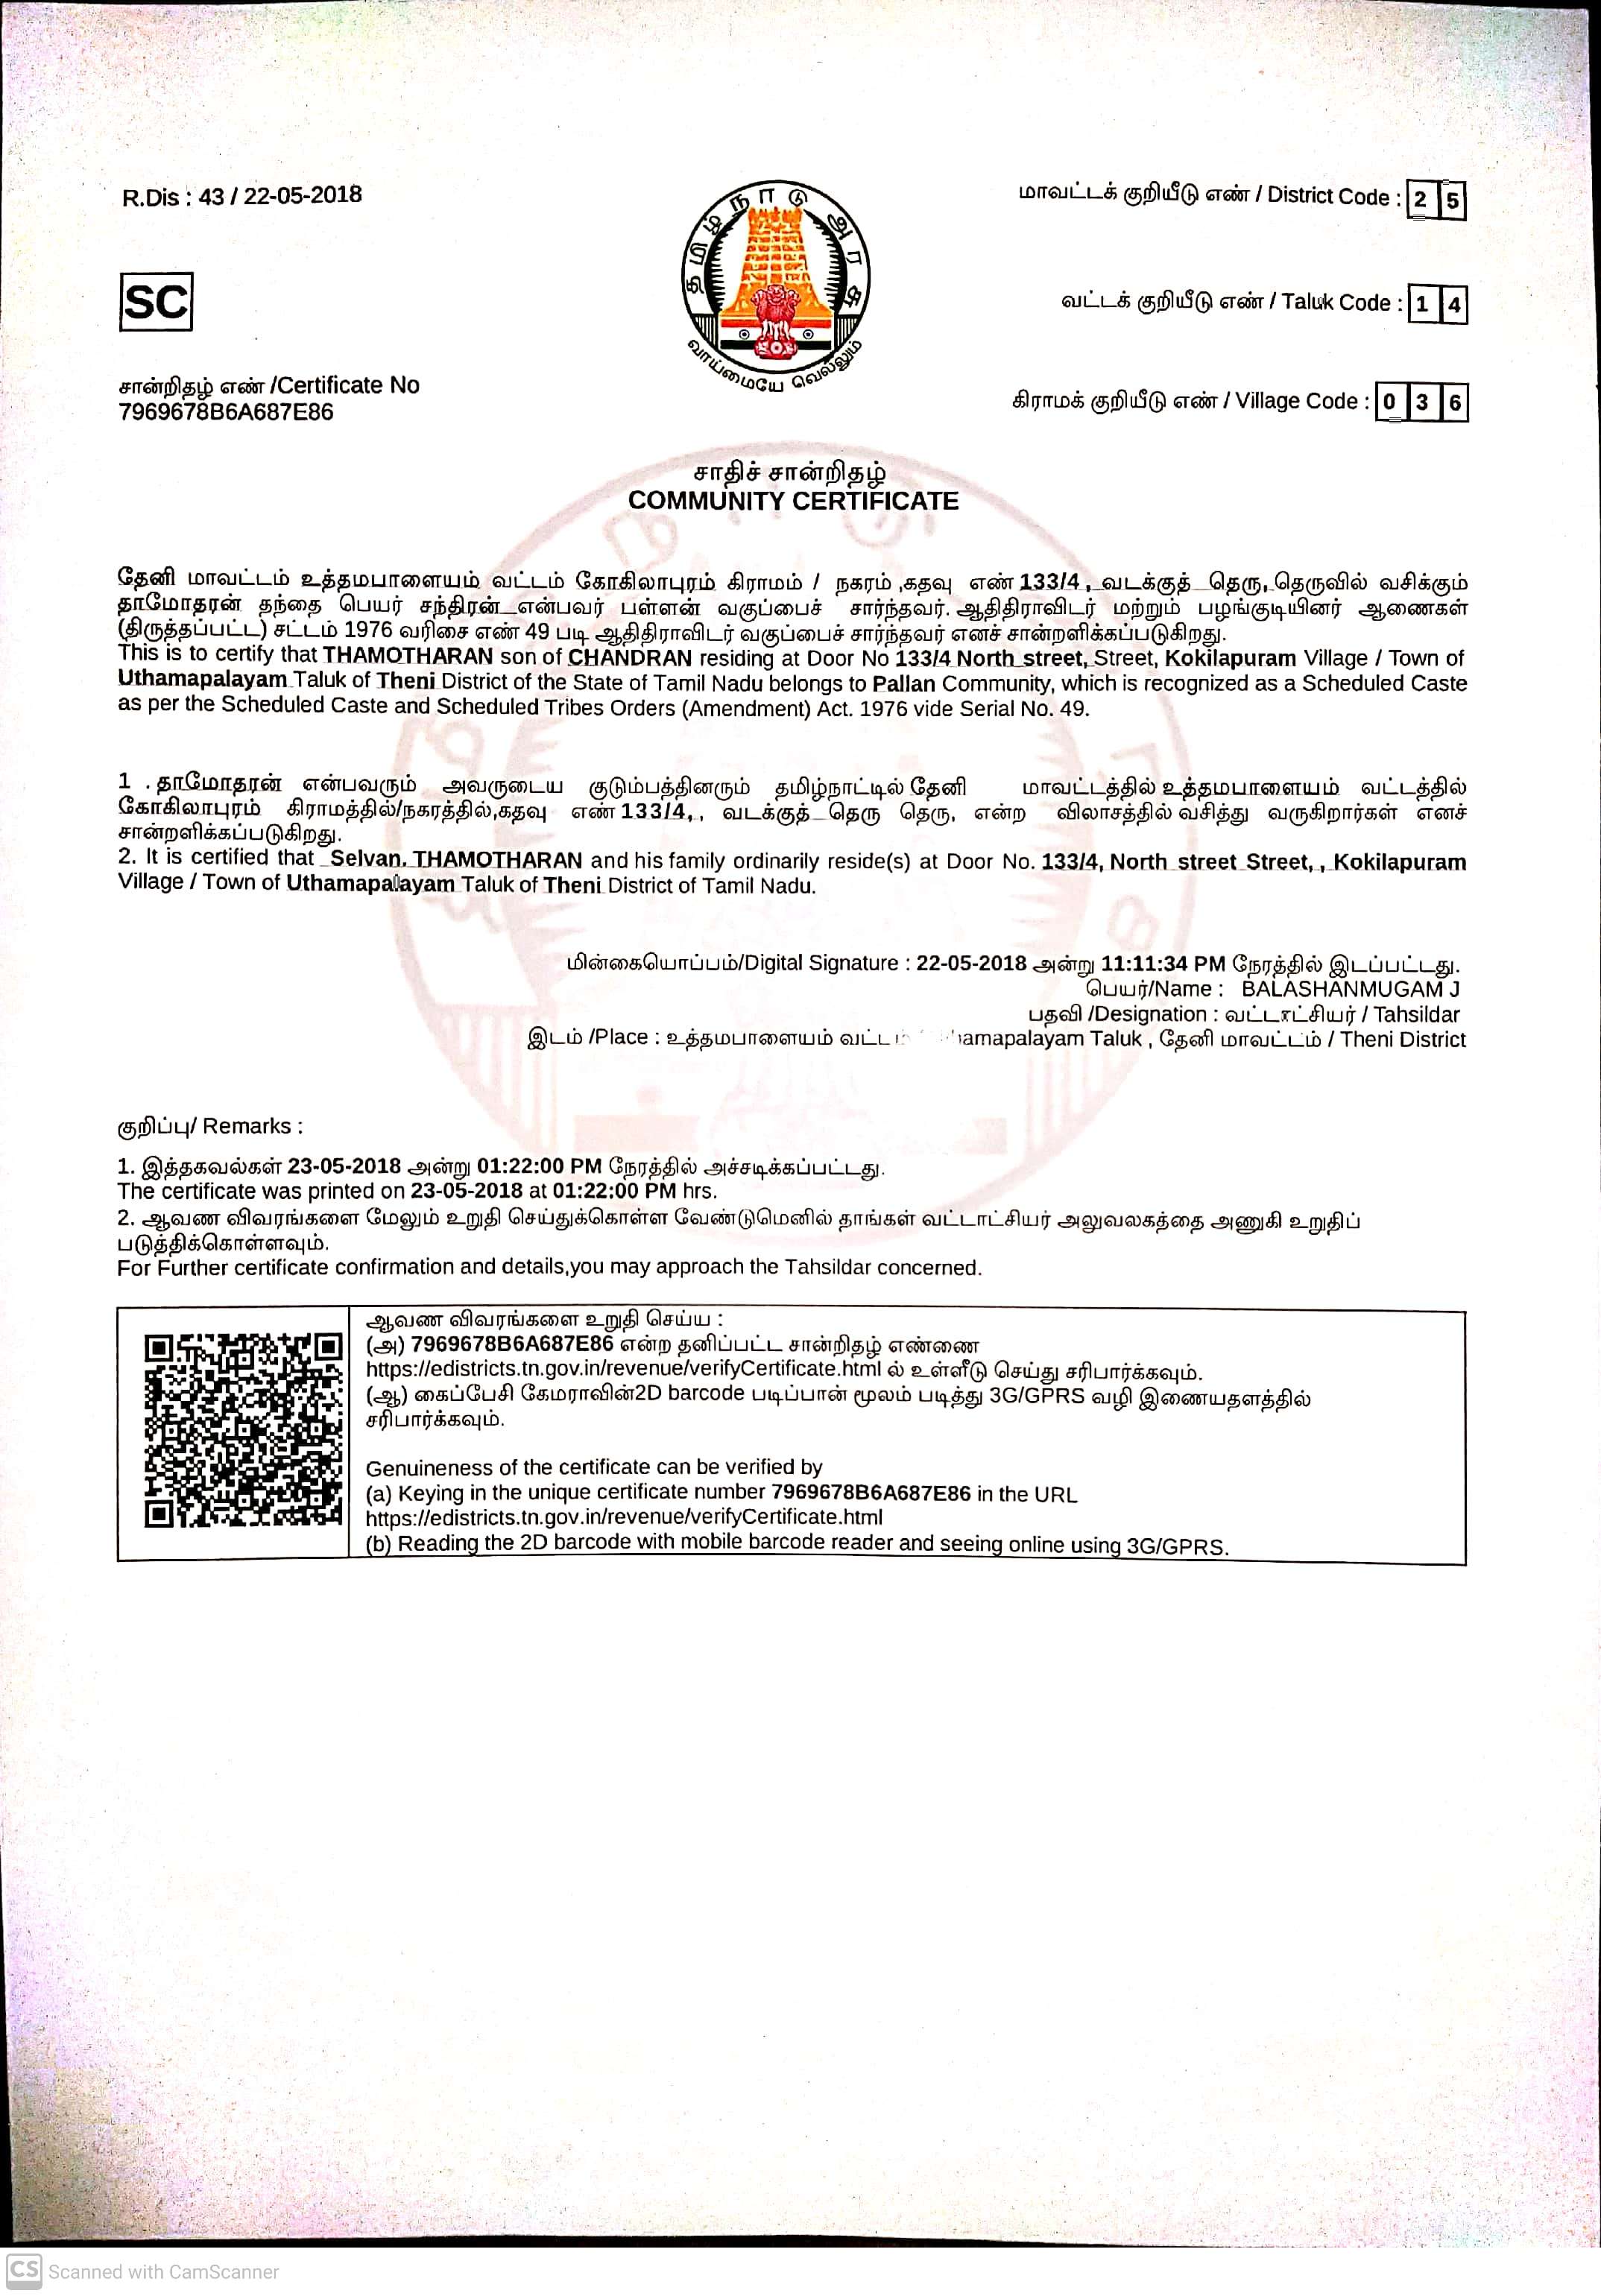 R.Dis : 43 / 22-05-2018
தமிழ்நாடு அரசு
வாய்மையே வெல்லும்
மாவட்டக் குறியீடு எண் / District Code : 2 5
SC
வட்டக் குறியீடு எண் / Taluk Code : 1 4
சான்றிதழ் எண் /Certificate No
7969678B6A687E86
கிராமக் குறியீடு எண் / Village Code : 0 3 6
சாதிச் சான்றிதழ்
COMMUNITY CERTIFICATE
தேனி மாவட்டம் உத்தமபாளையம் வட்டம் கோகிலாபுரம் கிராமம் / நகரம் ,கதவு எண் 133/4 , வடக்குத் தெரு, தெருவில் வசிக்கும்
தாமோதரன் தந்தை பெயர் சந்திரன் என்பவர் பள்ளன் வகுப்பைச் சார்ந்தவர். ஆதிதிராவிடர் மற்றும் பழங்குடியினர் ஆணைகள்
(திருத்தப்பட்ட) சட்டம் 1976 வரிசை எண் 49 படி ஆதிதிராவிடர் வகுப்பைச் சார்ந்தவர் எனச் சான்றளிக்கப்படுகிறது.
This is to certify that THAMOTHARAN son of CHANDRAN residing at Door No 133/4 North street, Street, Kokilapuram Village / Town of
Uthamapalayam Taluk of Theni District of the State of Tamil Nadu belongs to Pallan Community, which is recognized as a Scheduled Caste
as per the Scheduled Caste and Scheduled Tribes Orders (Amendment) Act. 1976 vide Serial No. 49.
1 . தாமோதரன் என்பவரும் அவருடைய குடும்பத்தினரும் தமிழ்நாட்டில் தேனி மாவட்டத்தில் உத்தமபாளையம் வட்டத்தில்
கோகிலாபுரம் கிராமத்தில்/நகரத்தில்,கதவு எண் 133/4, , வடக்குத் தெரு தெரு, என்ற விலாசத்தில் வசித்து வருகிறார்கள் எனச்
சான்றளிக்கப்படுகிறது.
2. It is certified that Selvan. THAMOTHARAN and his family ordinarily reside(s) at Door No. 133/4, North street Street, , Kokilapuram
Village / Town of Uthamapalayam Taluk of Theni District of Tamil Nadu.
மின்கையொப்பம்/Digital Signature : 22-05-2018 அன்று 11:11:34 PM நேரத்தில் இடப்பட்டது.
பெயர்/Name : BALASHANMUGAM J
பதவி /Designation : வட்டாட்சியர் / Tahsildar
இடம் /Place : உத்தமபாளையம் hamapalayam Taluk , தேனி மாவட்டம் / Theni District
குறிப்பு/ Remarks :
1. இத்தகவல்கள் 23-05-2018 அன்று 01:22:00 PM நேரத்தில் அச்சடிக்கப்பட்டது.
The certificate was printed on 23-05-2018 at 01:22:00 PM hrs.
2. ஆவண விவரங்களை மேலும் உறுதி செய்துக்கொள்ள வேண்டுமெனில் தாங்கள் வட்டாட்சியர் அலுவலகத்தை அணுகி உறுதிப்
படுத்திக்கொள்ளவும்.
For Further certificate confirmation and details,you may approach the Tahsildar concerned.
ஆவண விவரங்களை உறுதி செய்ய :
(அ) 7969678B6A687E86 என்ற தனிப்பட்ட சான்றிதழ் எண்ணை
https://edistricts.tn.gov.in/revenue/verifyCertificate.html ல் உள்ளீடு செய்து சரிபார்க்கவும்.
(ஆ) கைப்பேசி கேமராவின்2D barcode படிப்பான் மூலம் படித்து 3G/GPRS வழி இணையதளத்தில்
சரிபார்க்கவும்.
Genuineness of the certificate can be verified by
(a) Keying in the unique certificate number 7969678B6A687E86 in the URL
https://edistricts.tn.gov.in/revenue/verifyCertificate.html
(b) Reading the 2D barcode with mobile barcode reader and seeing online using 3G/GPRS.
CS Scanned with CamScanner